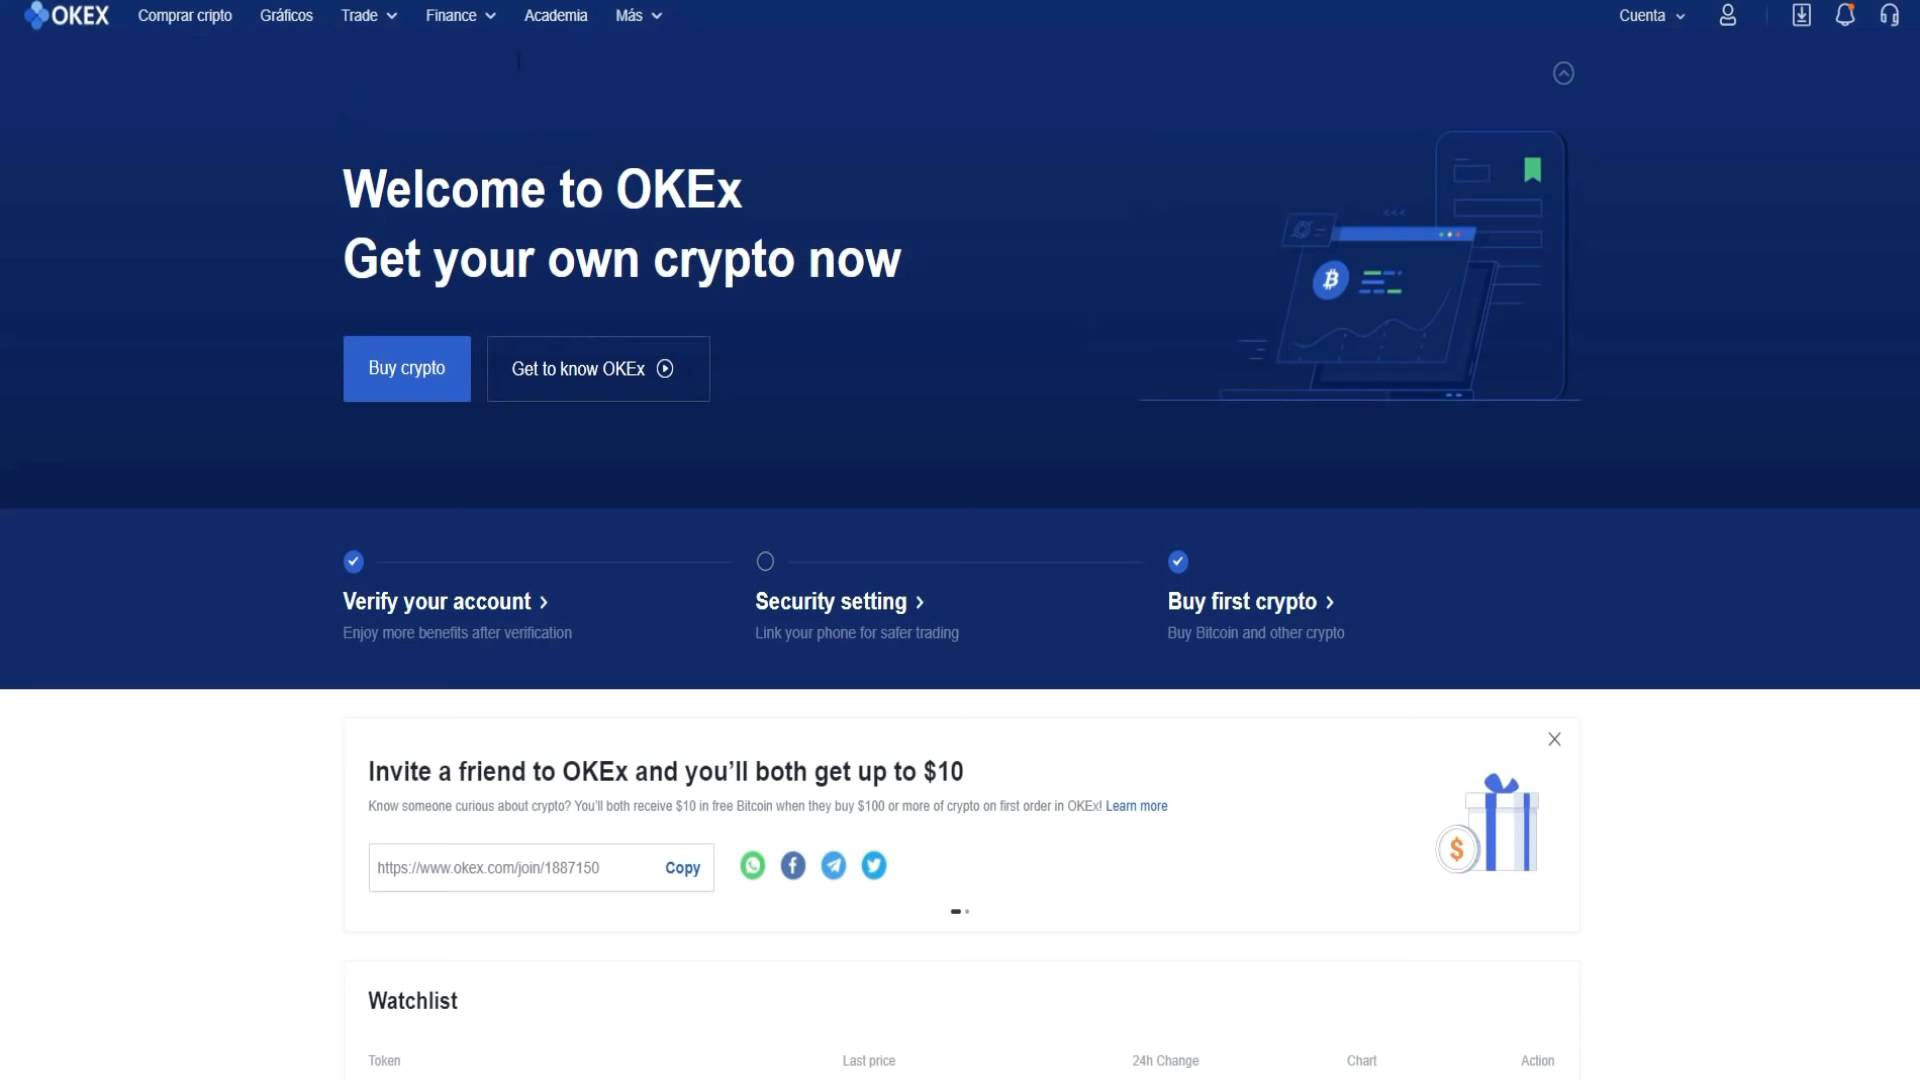 OKEX Comprar cripto Gráficos Trade Finance Academia Más Cuenta
Welcome to OKEx
Get your own crypto now
Buy crypto Get to know OKEx
Verify your account Security setting Buy first crypto
Enjoy more benefits after verification Link your phone for safer trading Buy Bitcoin and other crypto
Invite a friend to OKEx and you’ll both get up to $10
Know someone curious about crypto? You’ll both receive $10 in free Bitcoin when they buy $100 or more of crypto on first order in OKEx! Learn more
https://www.okex.com/join/1887150 Copy
Watchlist
Token Last price 24h Change Chart Action